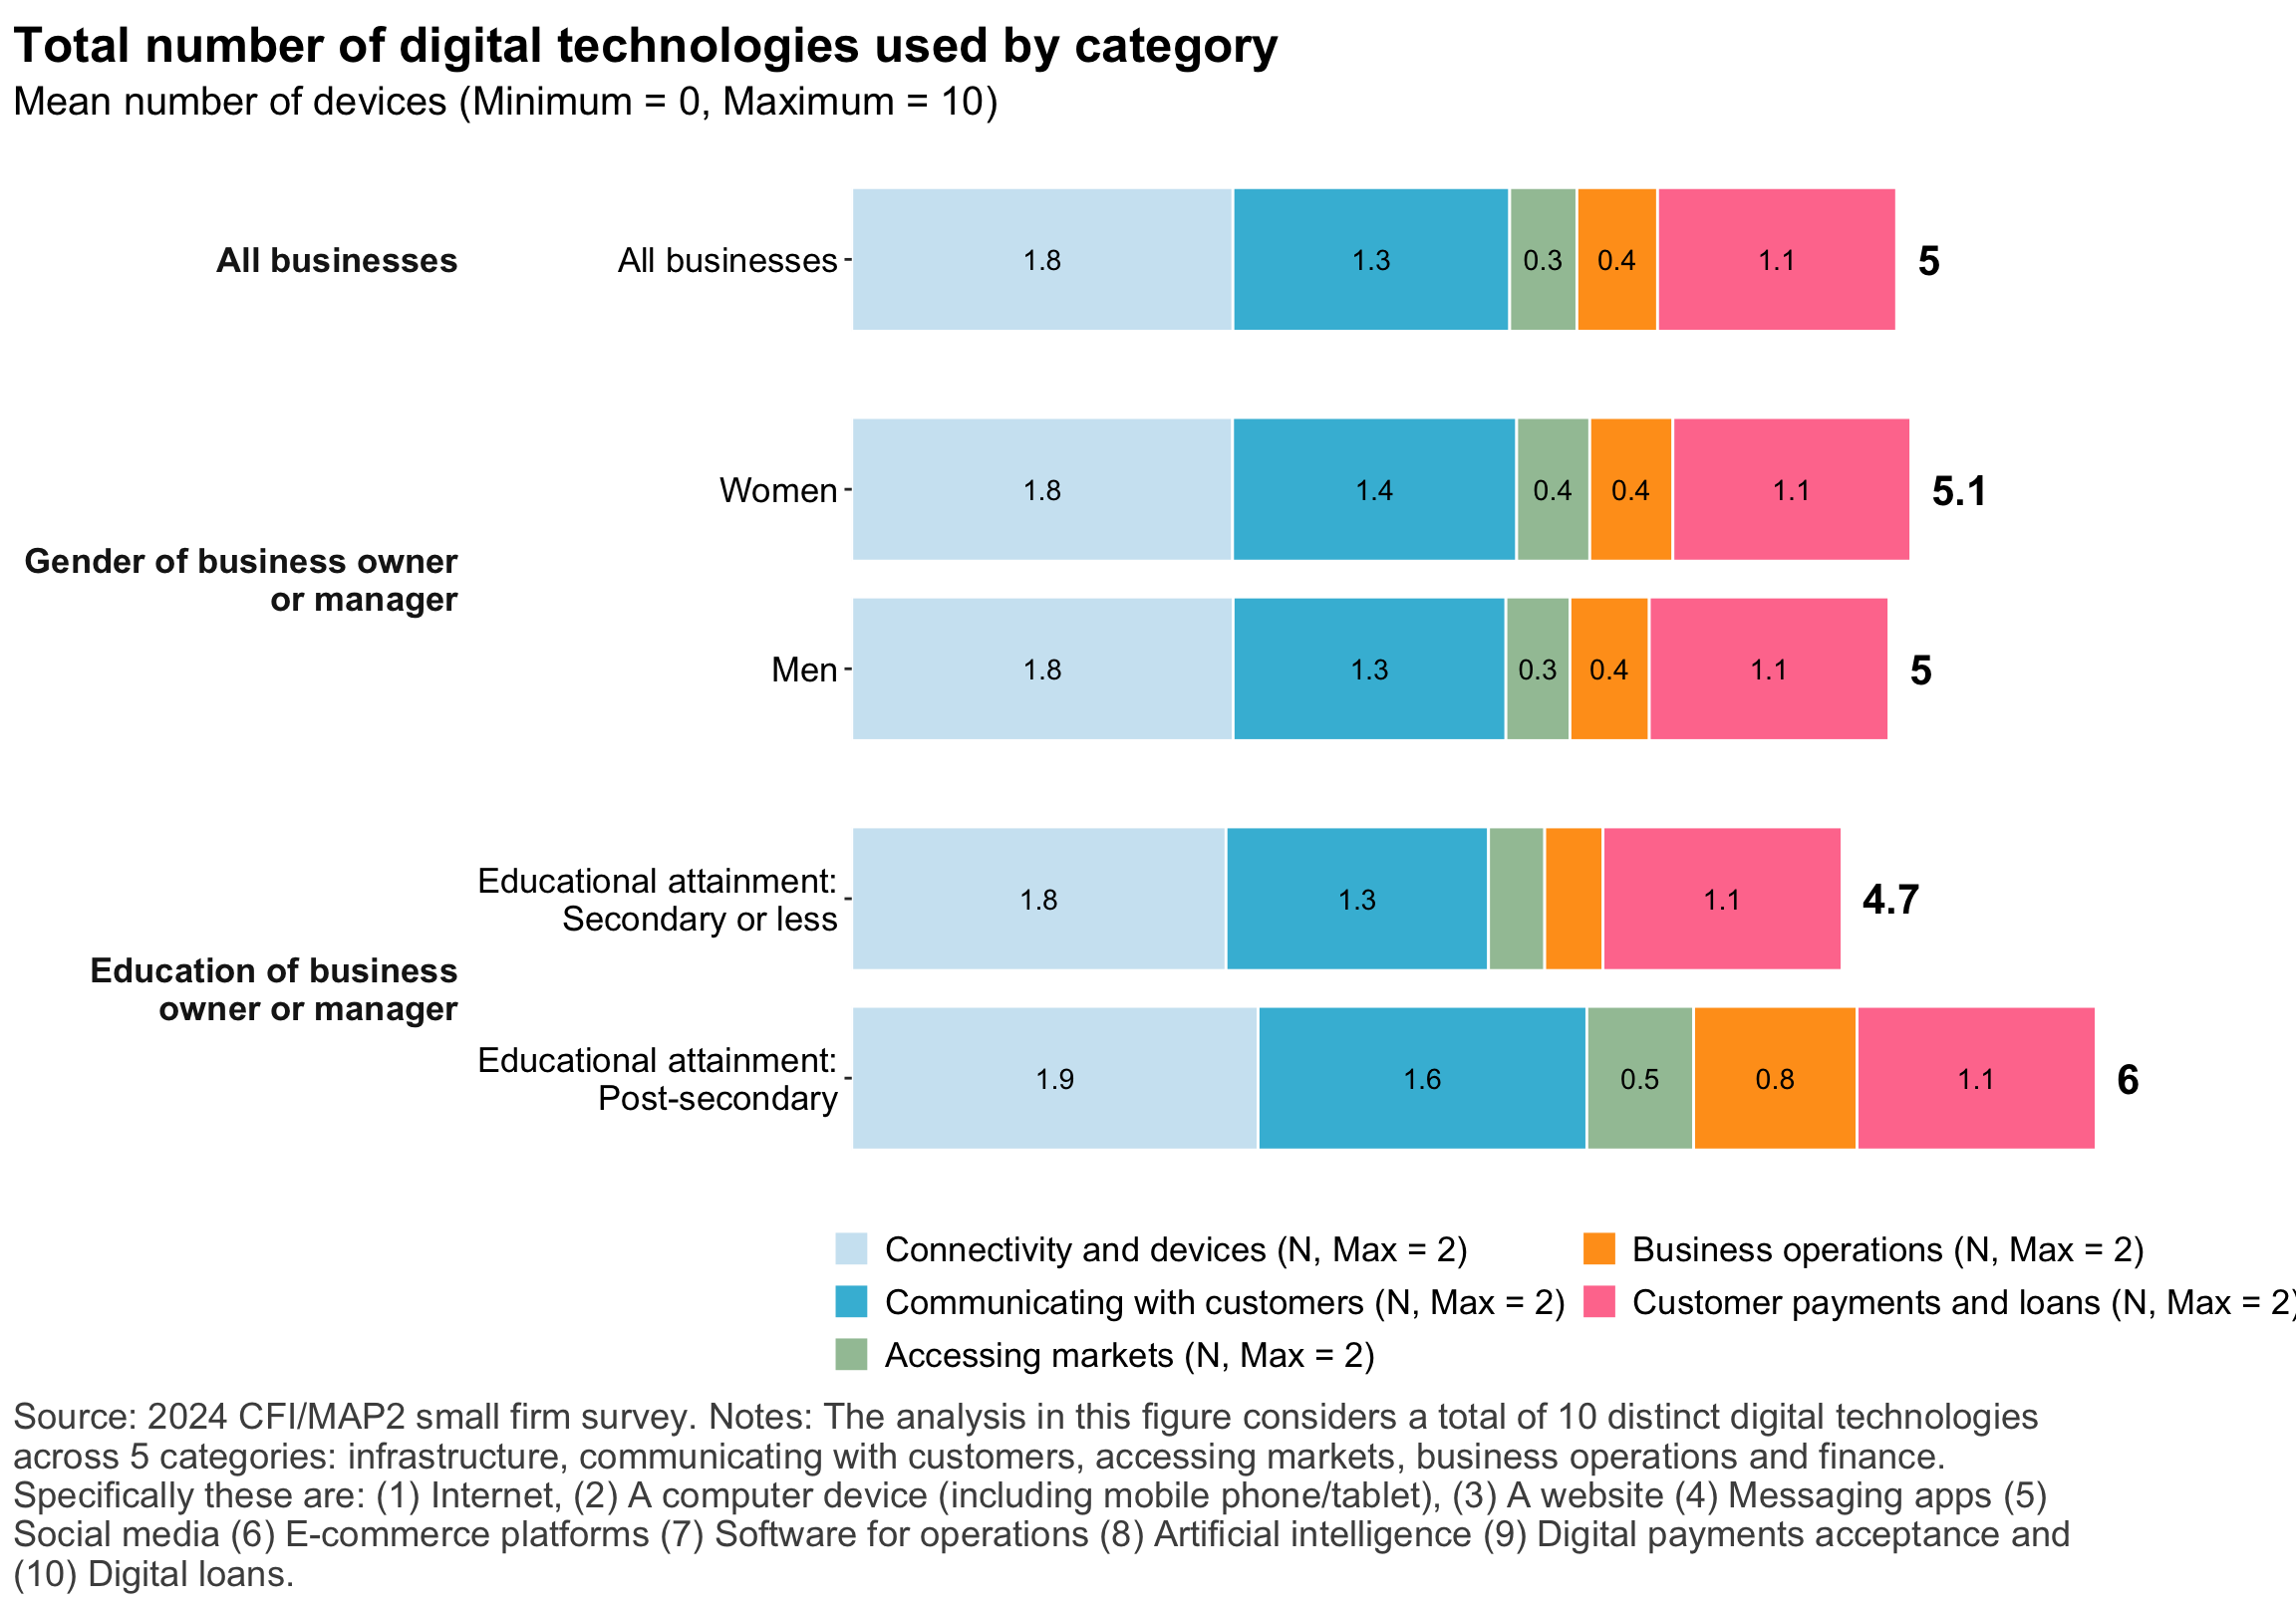 Total number of digital technologies used by category
Mean number of devices (Minimum = 0, Maximum = 10)
All businesses
All businesses
1.8
1.3
0.3
0.4
1.1
5
Gender of business owner
or manager
Women
1.8
1.4
0.4
0.4
1.1
5.1
Men
1.8
1.3
0.3
0.4
1.1
5
Education of business
owner or manager
Educational attainment:
Secondary or less
1.8
1.3
1.1
4.7
Educational attainment:
Post-secondary
1.9
1.6
0.5
0.8
1.1
6
Connectivity and devices (N, Max = 2)
Communicating with customers (N, Max = 2)
Accessing markets (N, Max = 2)
Business operations (N, Max = 2)
Customer payments and loans (N, Max = 2)
Source: 2024 CFI/MAP2 small firm survey. Notes: The analysis in this figure considers a total of 10 distinct digital technologies
across 5 categories: infrastructure, communicating with customers, accessing markets, business operations and finance.
Specifically these are: (1) Internet, (2) A computer device (including mobile phone/tablet), (3) A website (4) Messaging apps (5)
Social media (6) E-commerce platforms (7) Software for operations (8) Artificial intelligence (9) Digital payments acceptance and
(10) Digital loans.